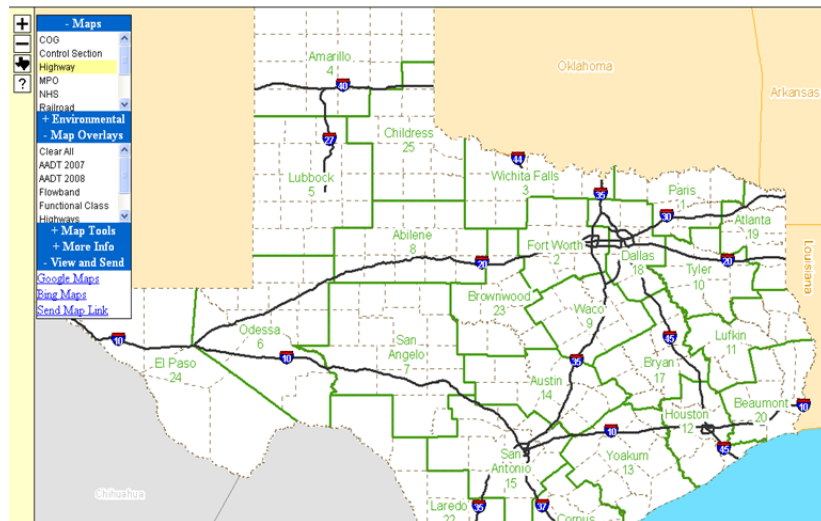 +
- Maps
COG
Control Section
Highway
MPO
NHS
Railroad
?
+ Environmental
- Map Overlays
Clear All
AADT 2007
AADT 2008
Flowband
Functional Class
Highways
+ Map Tools
+ More Info
- View and Send
Google Maps
Bing Maps
Send Map Link
Oklahoma
Arkansas
Louisiana
Chihuahua
Amarillo
4
40
27
Childress
25
Lubbock
5
44
Wichita Falls
3
35
Paris
1
30
Atlanta
19
Abilene
8
20
Fort Worth
2
Dallas
18
20
Tyler
10
Brownwood
23
Waco
9
45
Lufkin
11
Odessa
6
10
El Paso
24
10
San
Angelo
7
35
Bryan
17
Austin
14
Houston
12
Beaumont
20
10
10
45
San
Antonio
15
Yoakum
13
Laredo
22
35
37
Corpus